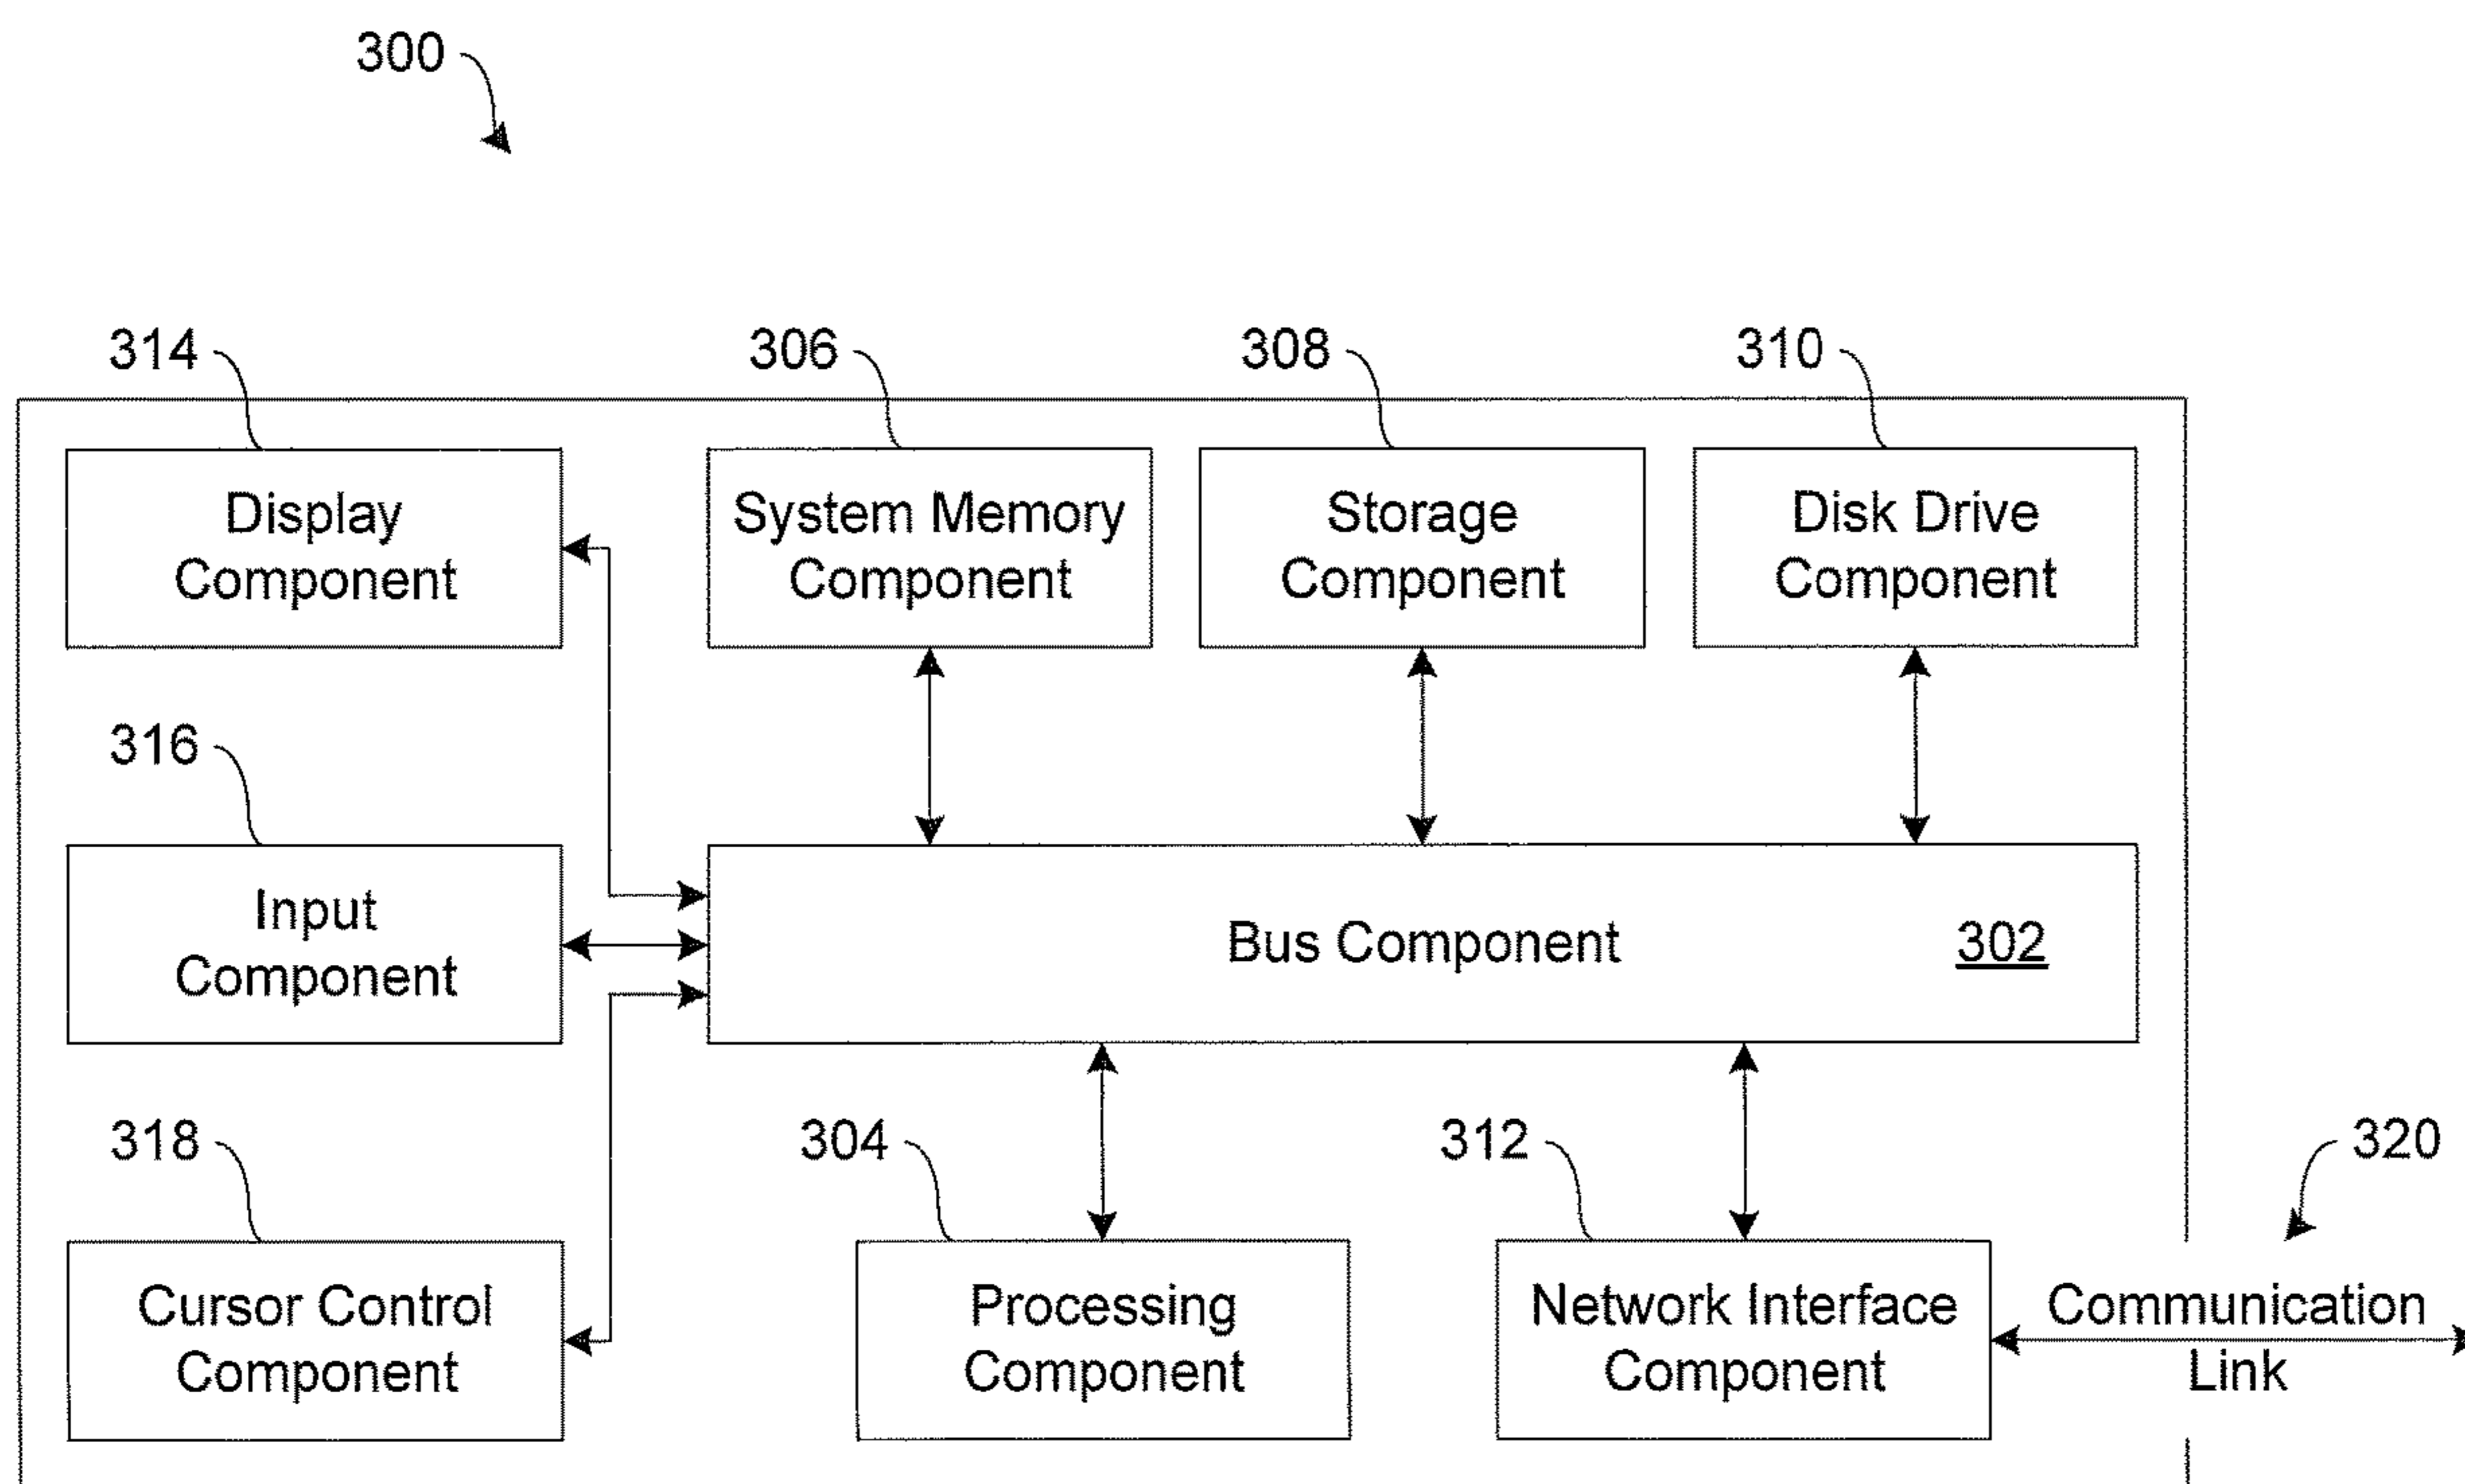 300
314
306
308
310
Display
Component
System Memory
Component
Storage
Component
Disk Drive
Component
316
Input
Component
Bus Component
302
318
304
312
320
Cursor Control
Component
Processing
Component
Network Interface
Component
Communication
Link